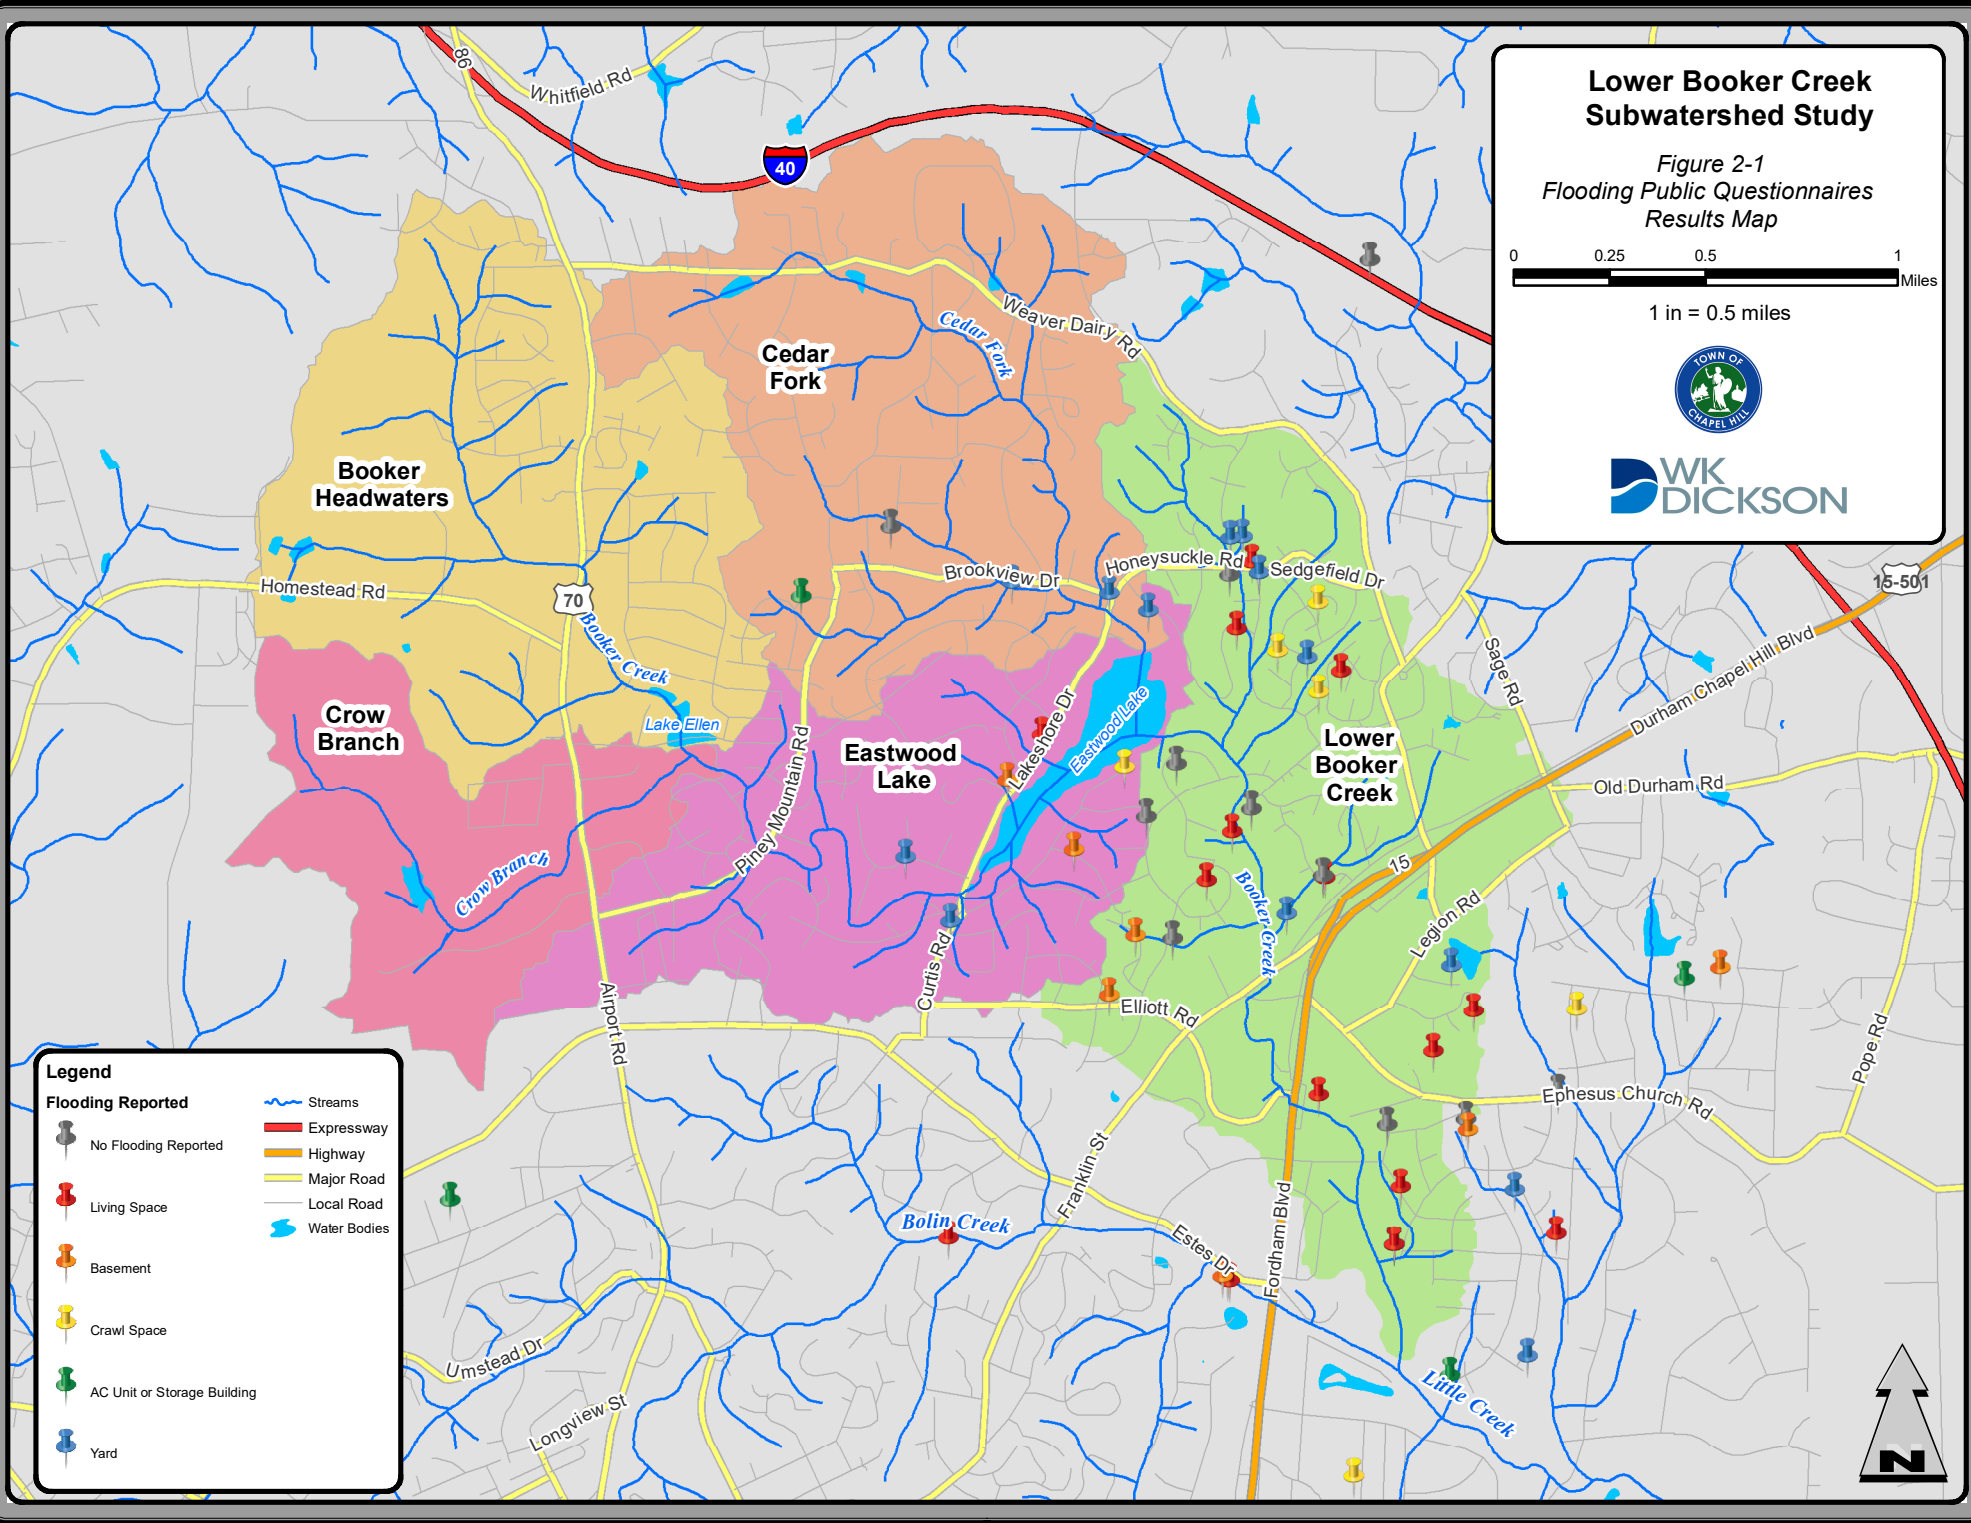 Lower Booker Creek
Subwatershed Study
Figure 2-1
Flooding Public Questionnaires
Results Map
0 0.25 0.5 1
Miles
1 in = 0.5 miles
TOWN OF
CHAPEL HILL
WK
DICKSON
86
Whitfield Rd
40
Weaver Dairy Rd
Cedar Fork
Cedar
Fork
Booker
Headwaters
Homestead Rd
70
Booker Creek
Brookview Dr
Honeysuckle Rd
Sedgefield Dr
15-501
Sage Rd
Durham Chapel Hill Blvd
Old Durham Rd
Crow
Branch
Lake Ellen
Piney Mountain Rd
Eastwood
Lake
Lakeshore Dr
Eastwood Lake
Lower
Booker
Creek
Crow Branch
15
Booker Creek
Legion Rd
Curtis Rd
Airport Rd
Elliott Rd
Pope Rd
Ephesus Church Rd
Franklin St
Bolin Creek
Estes Dr
Fordham Blvd
Umstead Dr
Longview St
Little Creek
N
Legend
Flooding Reported
No Flooding Reported
Living Space
Basement
Crawl Space
AC Unit or Storage Building
Yard
Streams
Expressway
Highway
Major Road
Local Road
Water Bodies